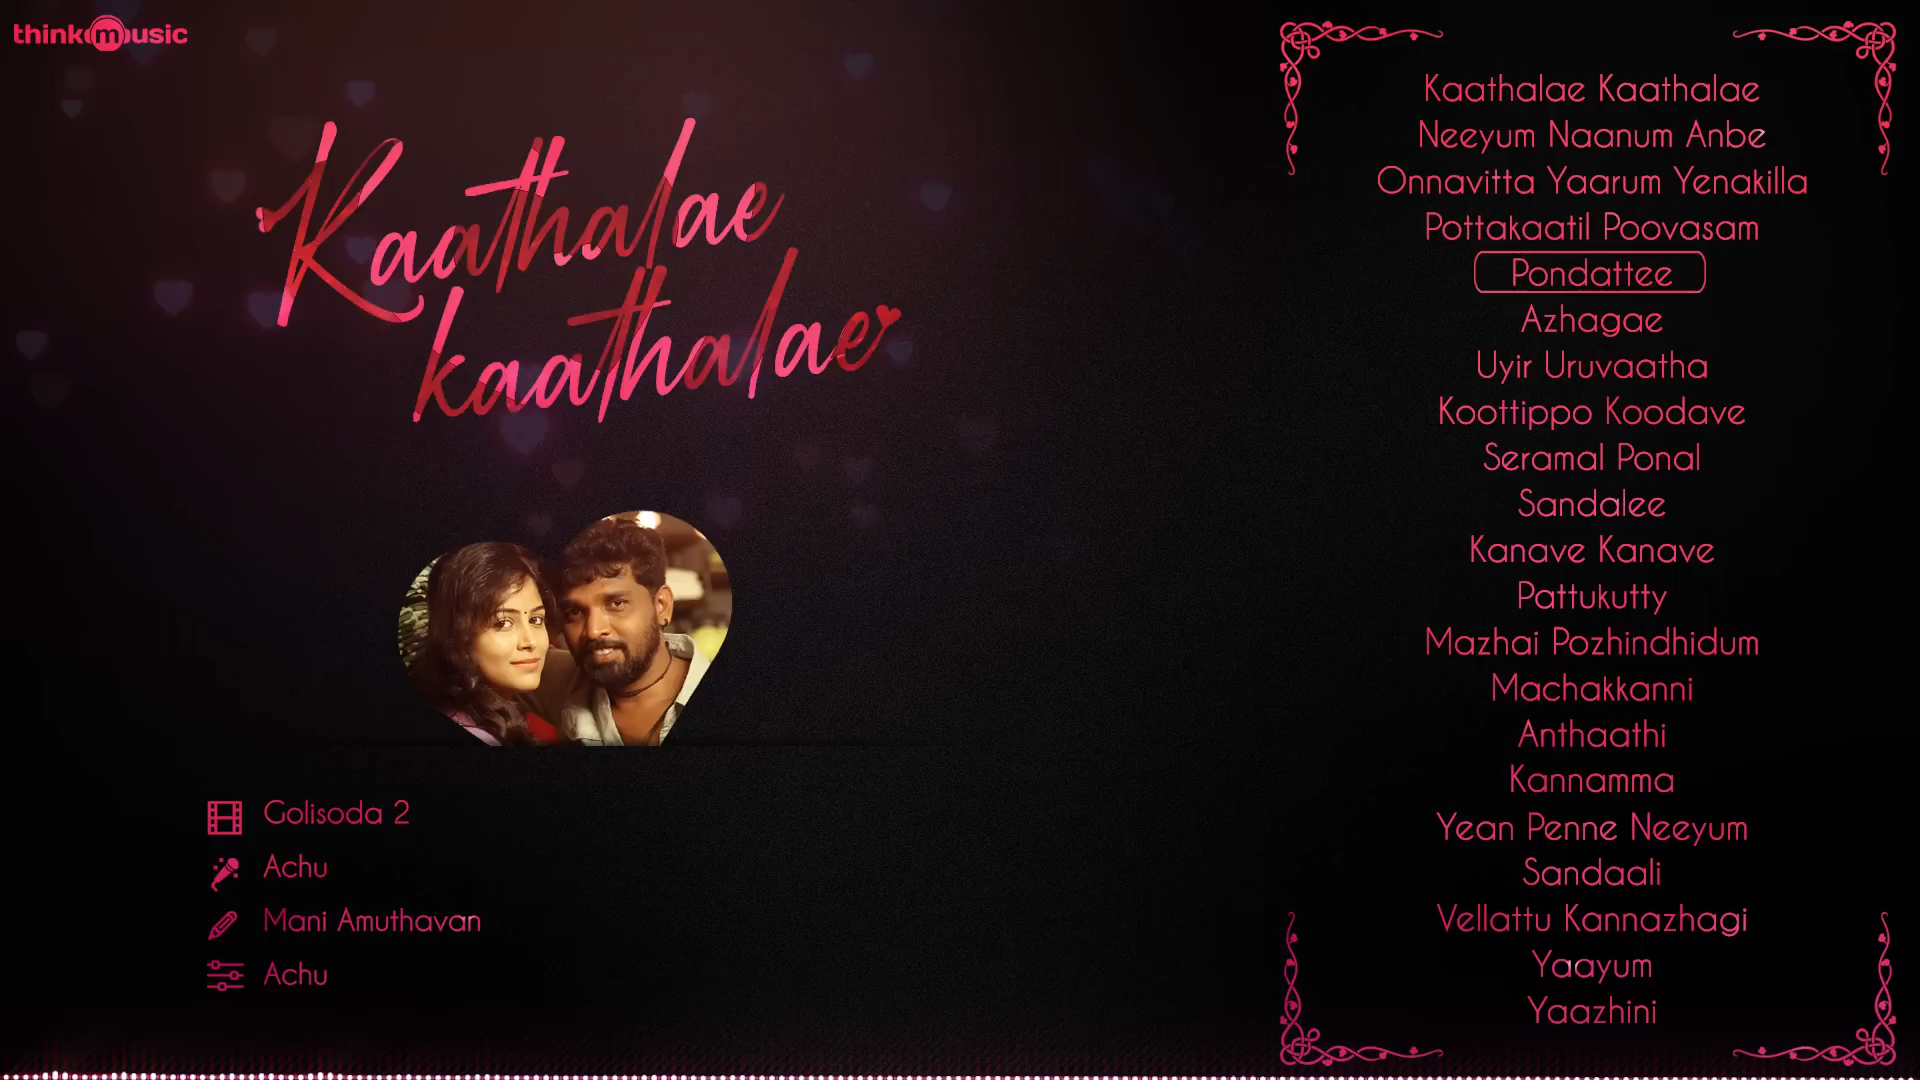 thinkmusic
Kaathalae
kaathalae
Golisoda 2
Achu
Mani Amuthavan
Achu
Kaathalae Kaathalae
Neeyum Naanum Anbe
Onnavitta Yaarum Yenakilla
Pottakaatil Poovasam
Pondattee
Azhagae
Uyir Uruvaatha
Koottippo Koodave
Seramal Ponal
Sandalee
Kanave Kanave
Pattukutty
Mazhai Pozhindhidum
Machakkanni
Anthaathi
Kannamma
Yean Penne Neeyum
Sandaali
Vellattu Kannazhagi
Yaayum
Yaazhini